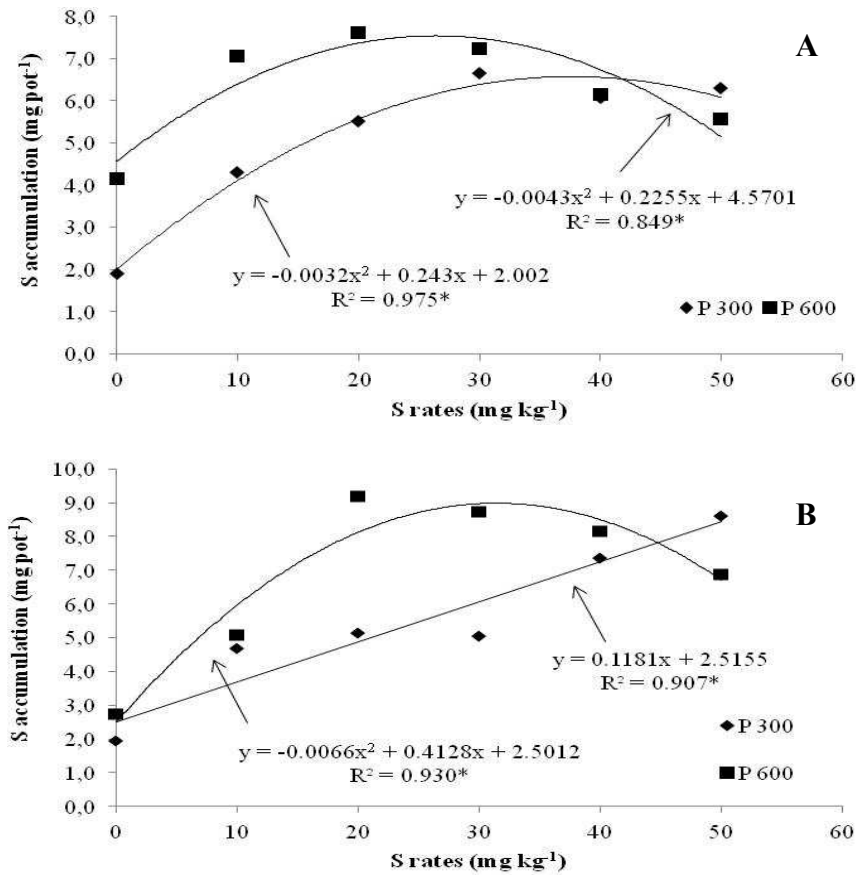 A
S accumulation (mg pot⁻¹)
8,0
7,0
6,0
5,0
4,0
3,0
2,0
1,0
0,0
y = -0.0043x² + 0.2255x + 4.5701
R² = 0.849*
y = -0.0032x² + 0.243x + 2.002
R² = 0.975*
P 300 P 600
0 10 20 30 40 50 60
S rates (mg kg⁻¹)
B
S accumulation (mg pot⁻¹)
10,0
9,0
8,0
7,0
6,0
5,0
4,0
3,0
2,0
1,0
0,0
y = 0.1181x + 2.5155
R² = 0.907*
y = -0.0066x² + 0.4128x + 2.5012
R² = 0.930*
P 300
P 600
0 10 20 30 40 50 60
S rates (mg kg⁻¹)